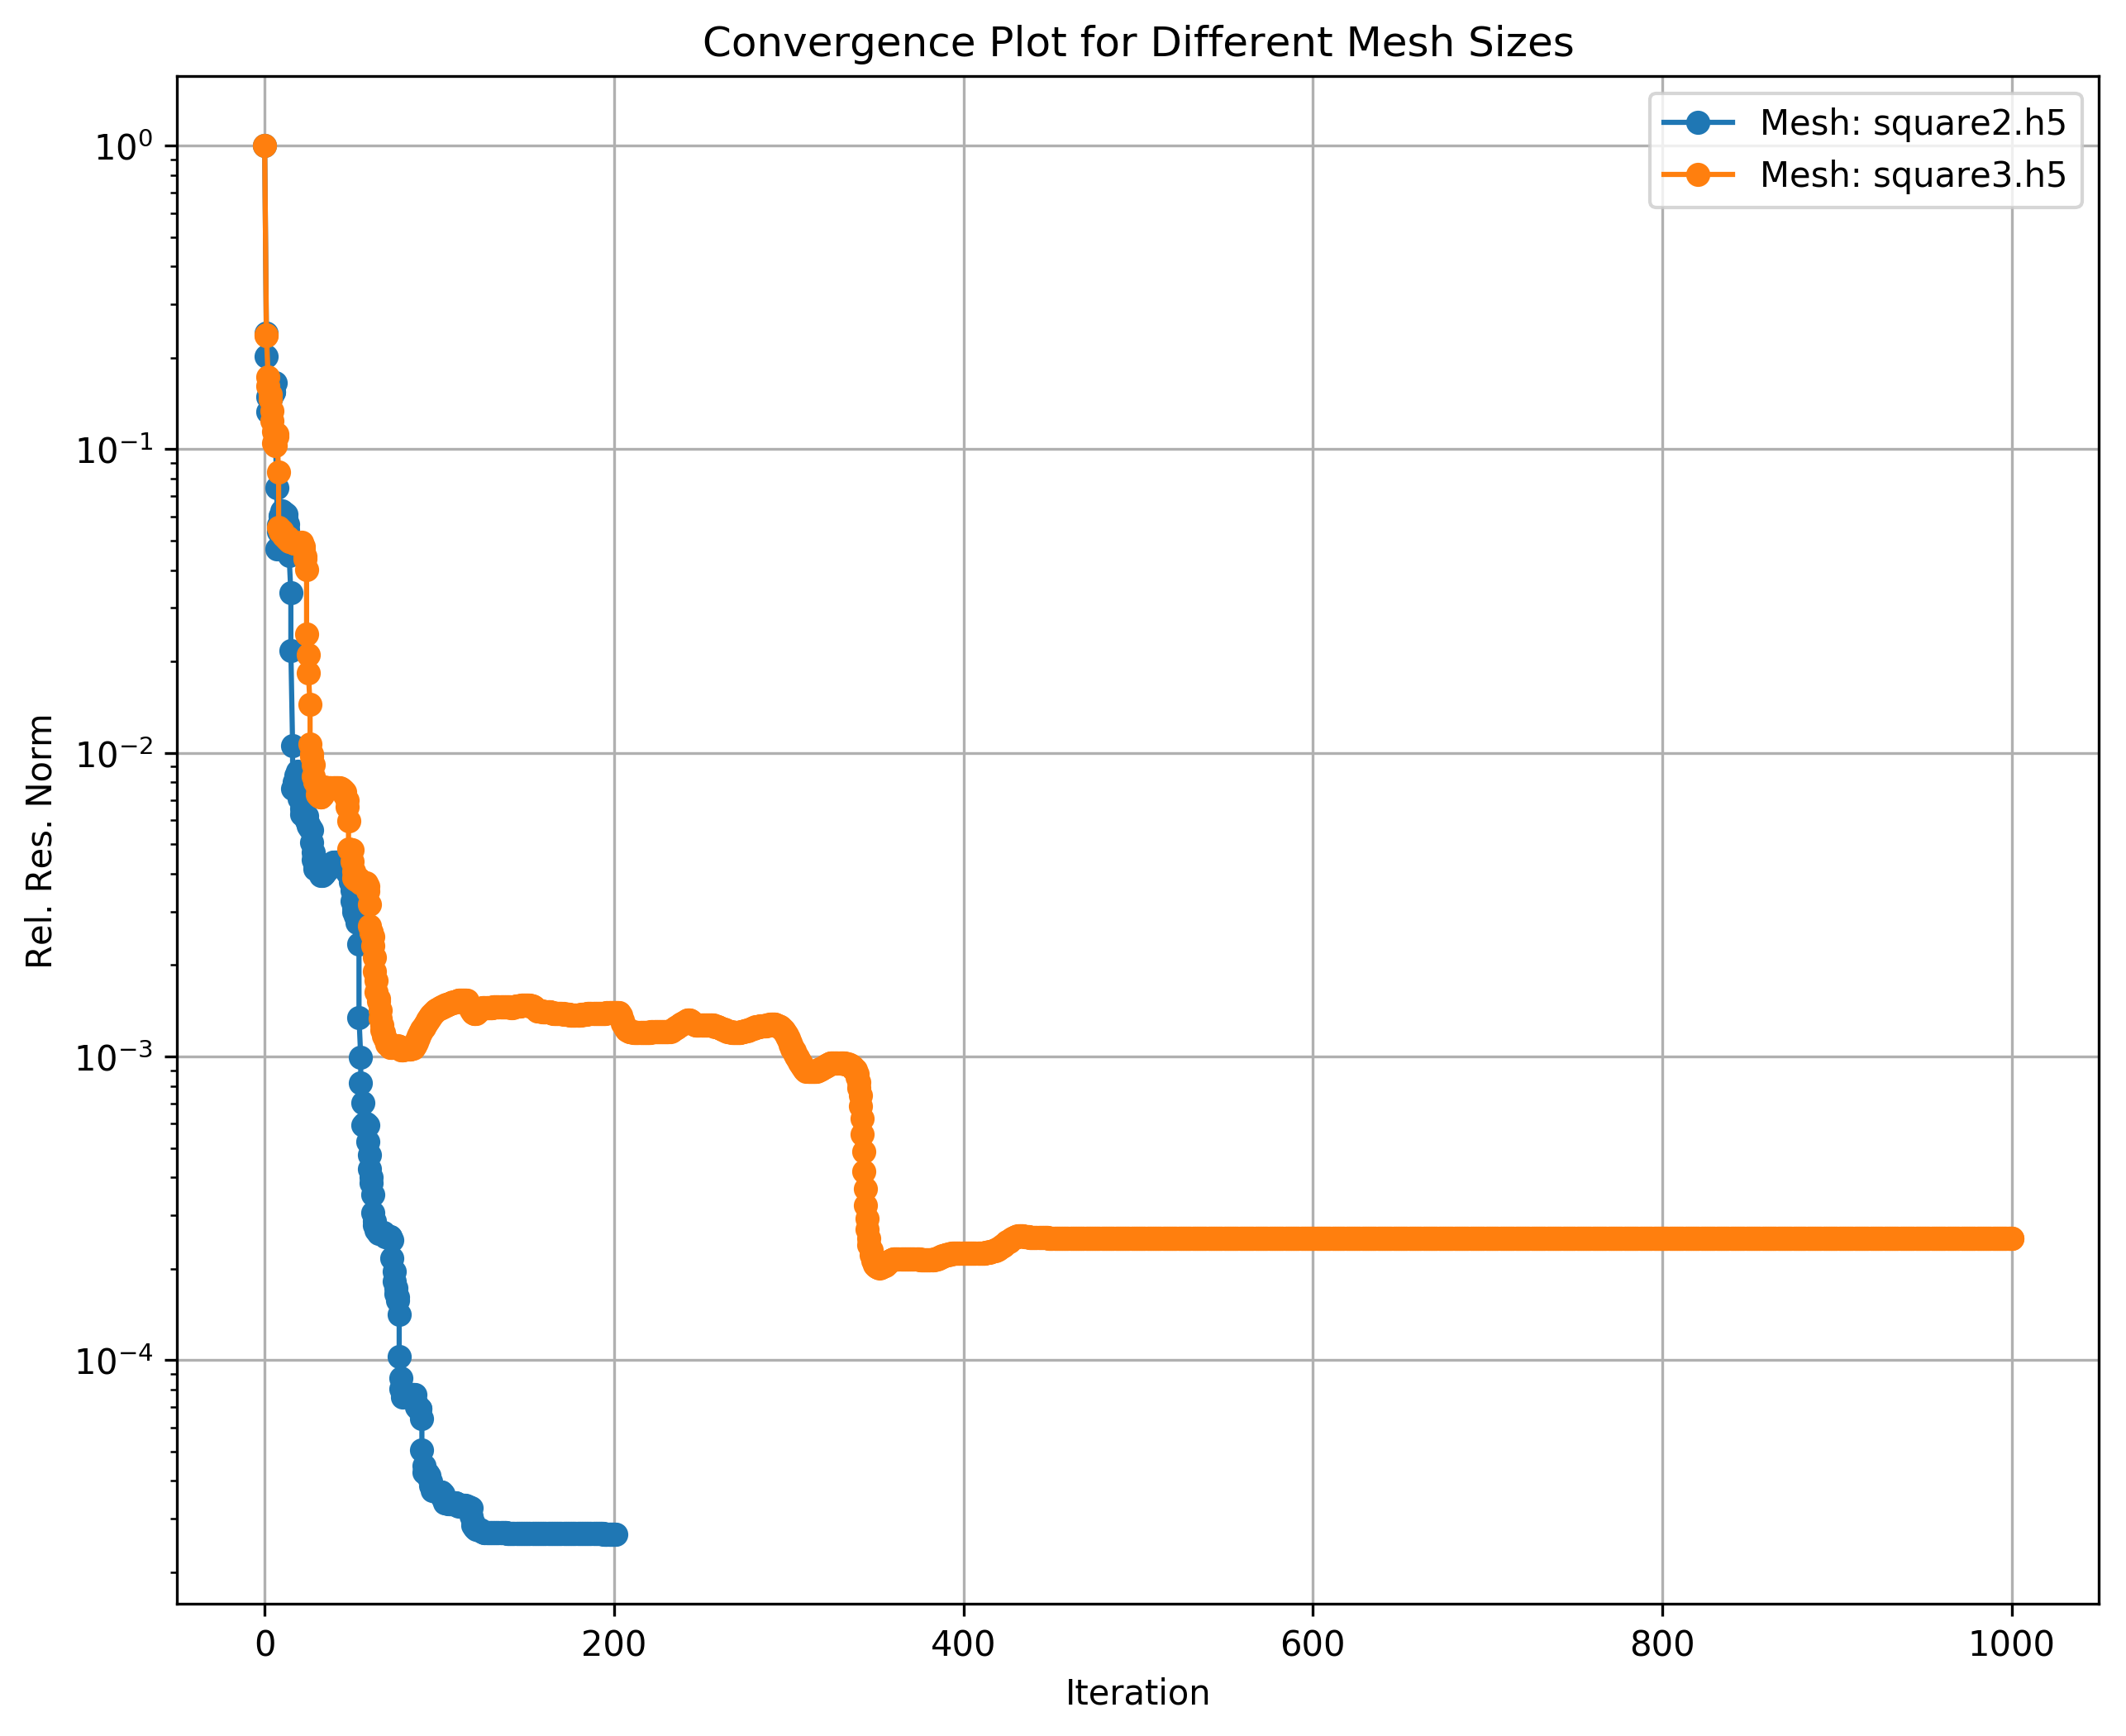 Convergence Plot for Different Mesh Sizes
Mesh: square2.h5
Mesh: square3.h5
10⁰
10⁻¹
10⁻²
10⁻³
10⁻⁴
Rel. Res. Norm
0 200 400 600 800 1000
Iteration